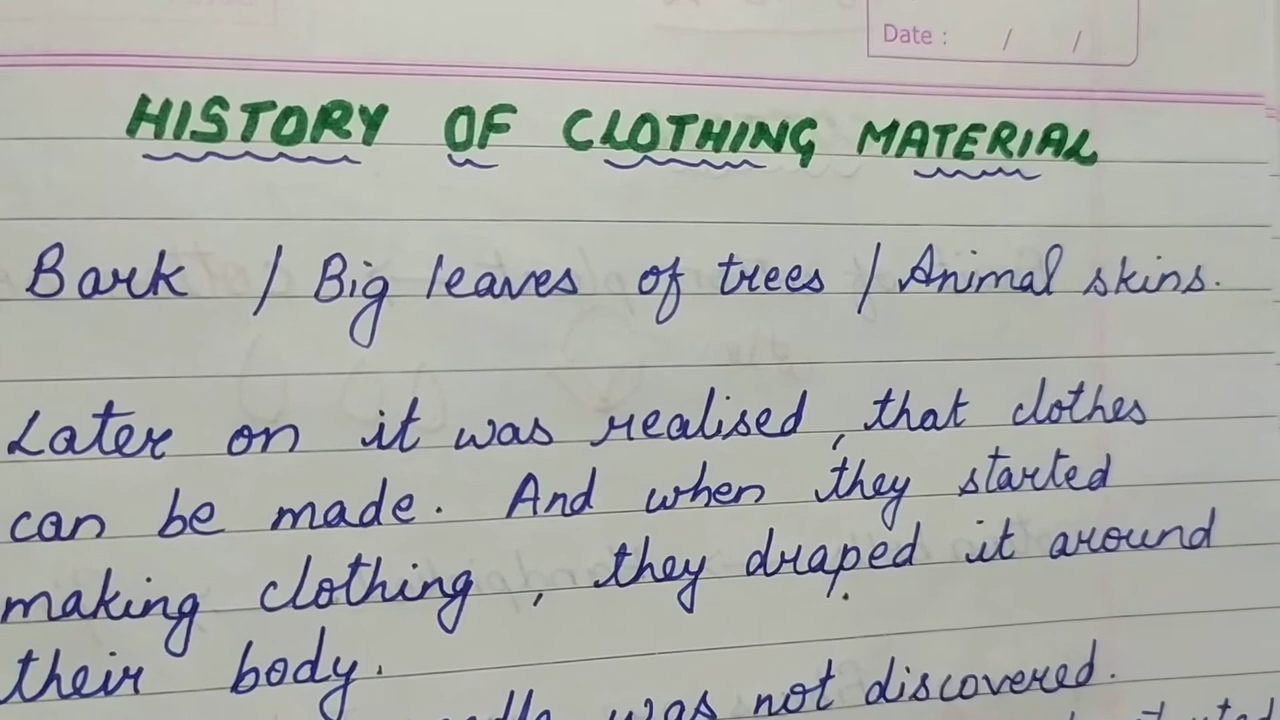 Date : / /
HISTORY OF CLOTHING MATERIAL
Bark / Big leaves of trees / Animal skins.
Later on it was realised, that clothes
can be made. And when they started
making clothing, they draped it around
their body.
was not discovered.